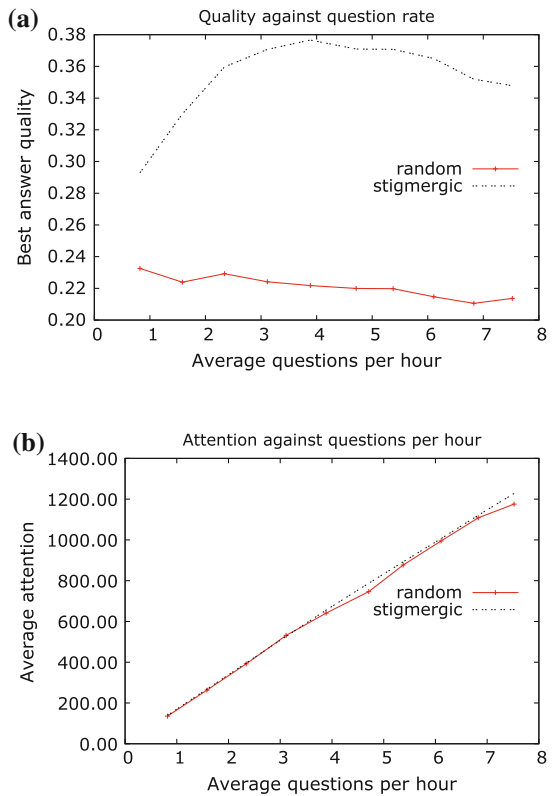 (a)
Quality against question rate
0.38
0.36
0.34
0.32
0.30
0.28
0.26
0.24
0.22
0.20
Best answer quality
random
stigmergic
0 1 2 3 4 5 6 7 8
Average questions per hour
(b)
Attention against questions per hour
1400.00
1200.00
1000.00
800.00
600.00
400.00
200.00
0.00
Average attention
random
stigmergic
0 1 2 3 4 5 6 7 8
Average questions per hour